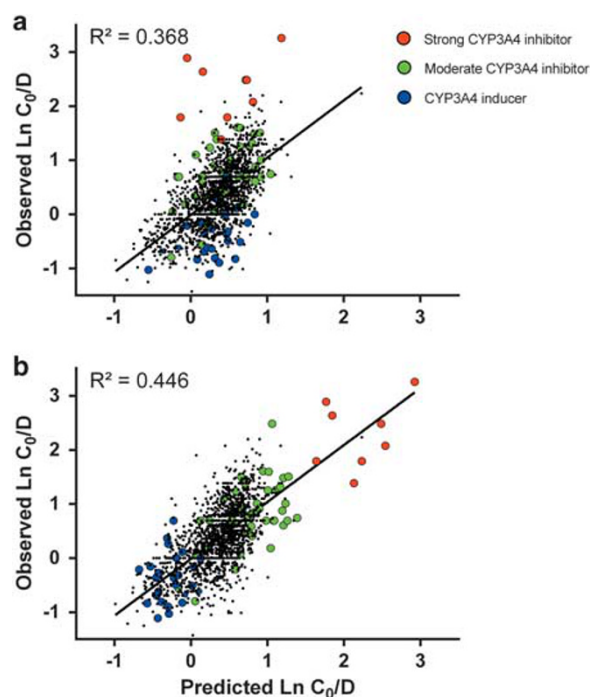 a
R² = 0.368
Strong CYP3A4 inhibitor
Moderate CYP3A4 inhibitor
CYP3A4 inducer
Observed Ln C₀/D
3
2
1
0
-1
-1 0 1 2 3
b
R² = 0.446
Observed Ln C₀/D
3
2
1
0
-1
-1 0 1 2 3
Predicted Ln C₀/D